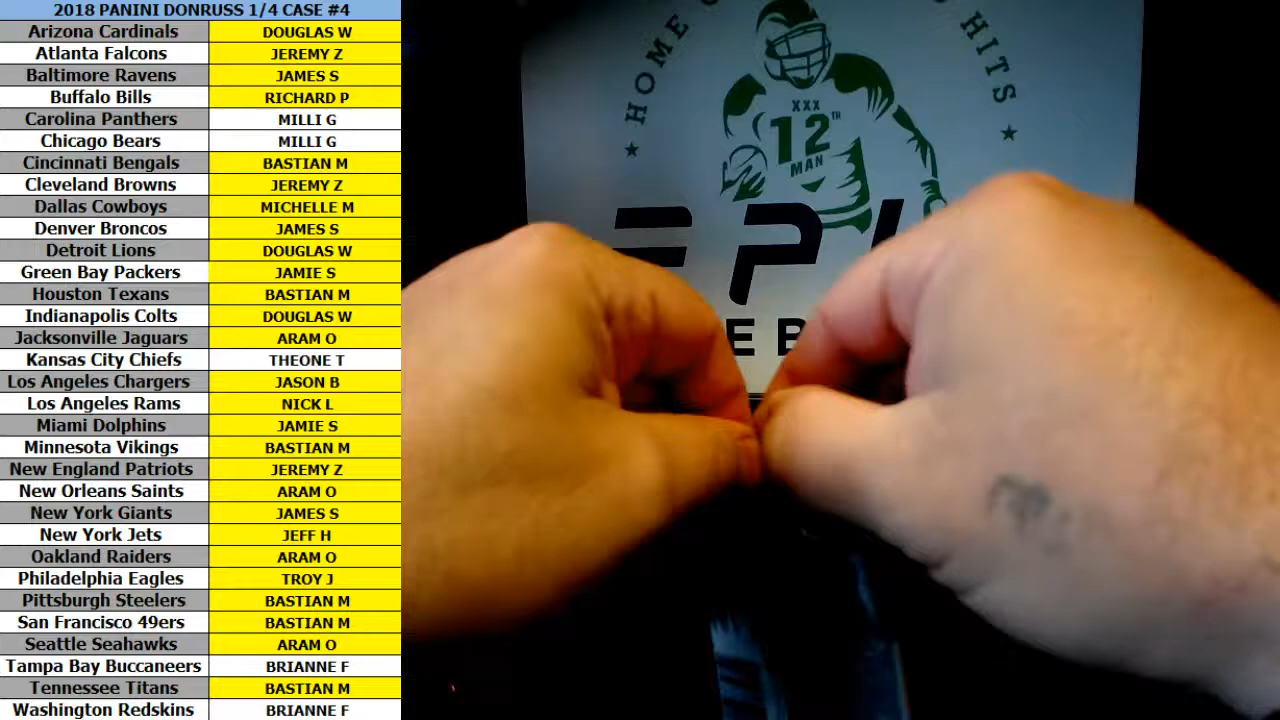 2018 PANINI DONRUSS 1/4 CASE #4
Arizona Cardinals DOUGLAS W
Atlanta Falcons JEREMY Z
Baltimore Ravens JAMES S
Buffalo Bills RICHARD P
Carolina Panthers MILLI G
Chicago Bears MILLI G
Cincinnati Bengals BASTIAN M
Cleveland Browns JEREMY Z
Dallas Cowboys MICHELLE M
Denver Broncos JAMES S
Detroit Lions DOUGLAS W
Green Bay Packers JAMIE S
Houston Texans BASTIAN M
Indianapolis Colts DOUGLAS W
Jacksonville Jaguars ARAM O
Kansas City Chiefs THEONE T
Los Angeles Chargers JASON B
Los Angeles Rams NICK L
Miami Dolphins JAMIE S
Minnesota Vikings BASTIAN M
New England Patriots JEREMY Z
New Orleans Saints ARAM O
New York Giants JAMES S
New York Jets JEFF H
Oakland Raiders ARAM O
Philadelphia Eagles TROY J
Pittsburgh Steelers BASTIAN M
San Francisco 49ers BASTIAN M
Seattle Seahawks ARAM O
Tampa Bay Buccaneers BRIANNE F
Tennessee Titans BASTIAN M
Washington Redskins BRIANNE F
HOME HITS
XXX
12TH
MAN